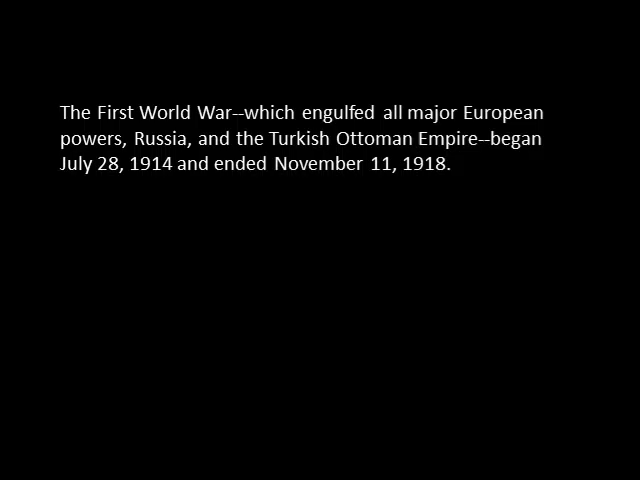 The First World War--which engulfed all major European
powers, Russia, and the Turkish Ottoman Empire--began
July 28, 1914 and ended November 11, 1918.